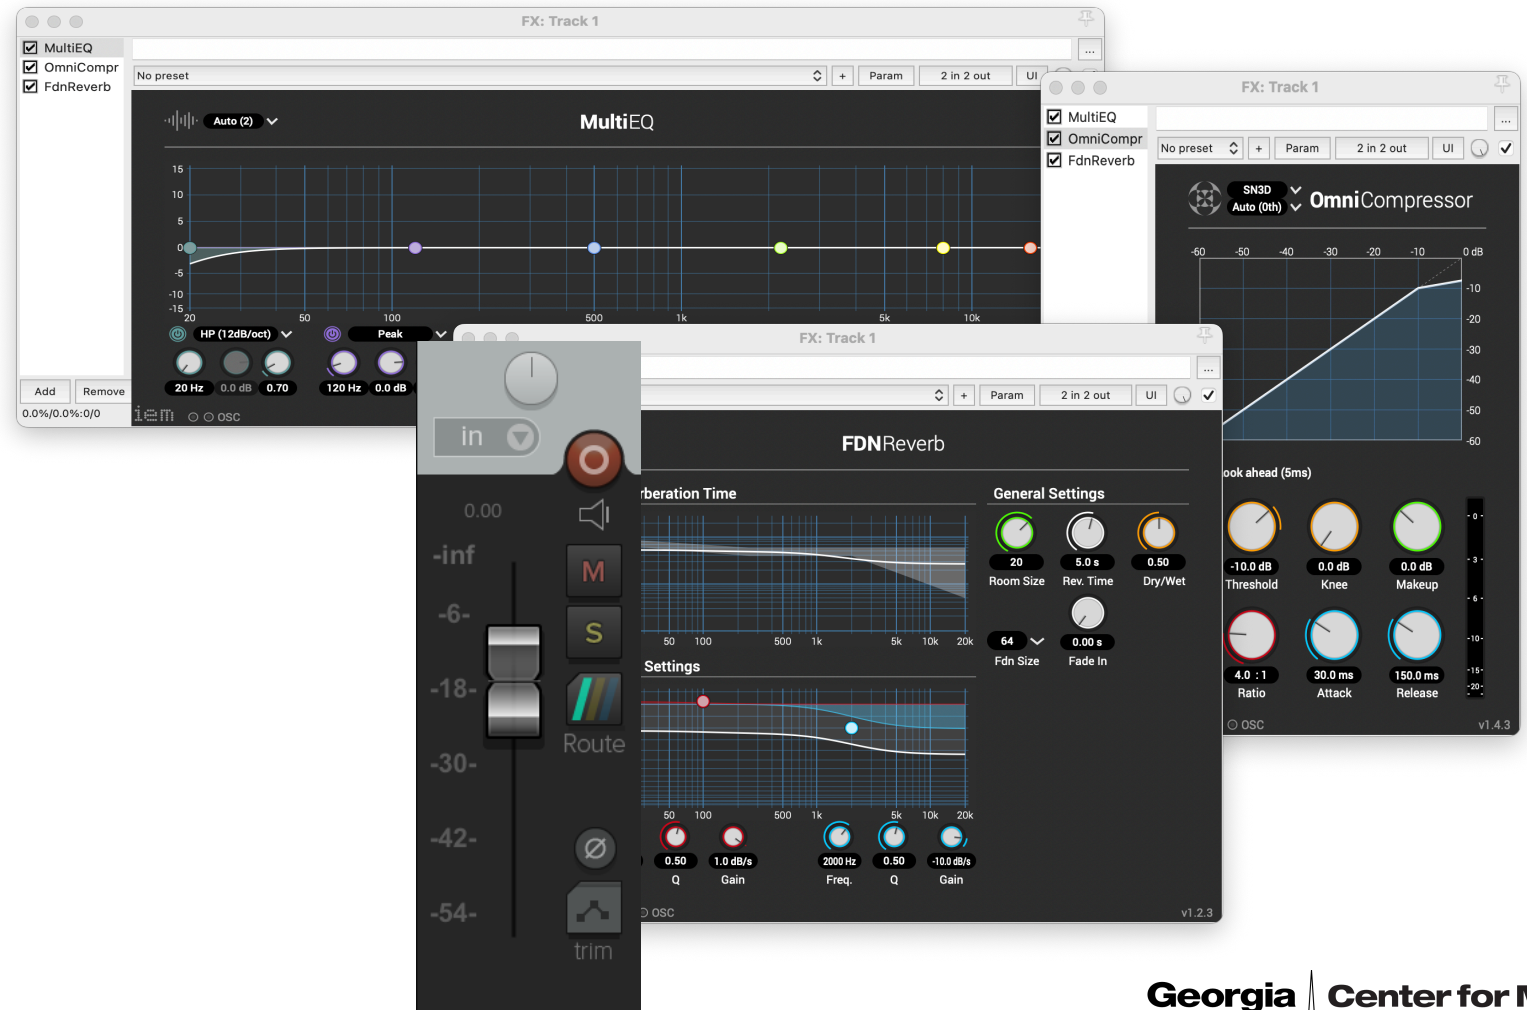 FX: Track 1
MultiEQ
OmniCompr
FdnReverb
...
No preset
+
Param
2 in 2 out
UI
Auto (2)
MultiEQ
15
10
5
0
-5
-10
-15
20
50
100
500
1k
5k
10k
HP (12dB/oct)
Peak
20 Hz
0.0 dB
0.70
120 Hz
0.0 dB
Add
Remove
0.0%/0.0%:0/0
iem
OSC
FX: Track 1
MultiEQ
OmniCompr
FdnReverb
...
No preset
+
Param
2 in 2 out
UI
SN3D
Auto (0th)
OmniCompressor
-60
-50
-40
-30
-20
-10
0 dB
-10
-20
-30
-40
-50
-60
ook ahead (5ms)
-10.0 dB
0.0 dB
0.0 dB
Threshold
Knee
Makeup
4.0 : 1
30.0 ms
150.0 ms
Ratio
Attack
Release
- 0 -
- 3 -
- 6 -
-10-
-15-
-20-
OSC
v1.4.3
FX: Track 1
...
+
Param
2 in 2 out
UI
FDNReverb
rberation Time
50
100
500
1k
5k
10k
20k
General Settings
20
5.0 s
0.50
Room Size
Rev. Time
Dry/Wet
64
0.00 s
Fdn Size
Fade In
Settings
50
100
500
1k
5k
10k
20k
0.50
1.0 dB/s
2000 Hz
0.50
-10.0 dB/s
Q
Gain
Freq.
Q
Gain
OSC
v1.2.3
in
0.00
-inf
-6-
-18-
-30-
-42-
-54-
M
S
Route
Ø
trim
Georgia
Center for M